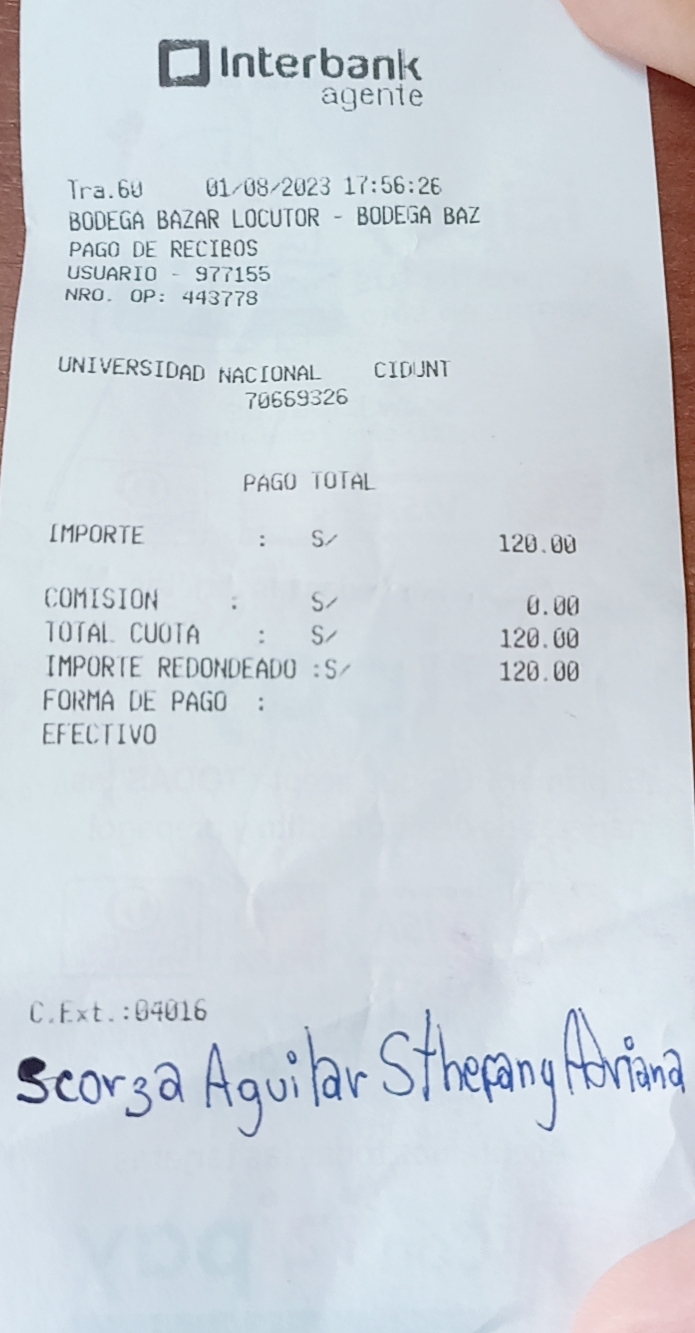 Interbank
agente
Tra.60 01/08/2023 17:56:26
BODEGA BAZAR LOCUTOR - BODEGA BAZ
PAGO DE RECIBOS
USUARIO - 977155
NRO. OP: 443778
UNIVERSIDAD NACIONAL CIDUNT
70669326
PAGO TOTAL
IMPORTE : S/ 120.00
COMISION : S/ 0.00
TOTAL CUOTA : S/ 120.00
IMPORTE REDONDEADO :S/ 120.00
FORMA DE PAGO :
EFECTIVO
C.Ext.:04016
Scorza Aguilar Stherany Adriana